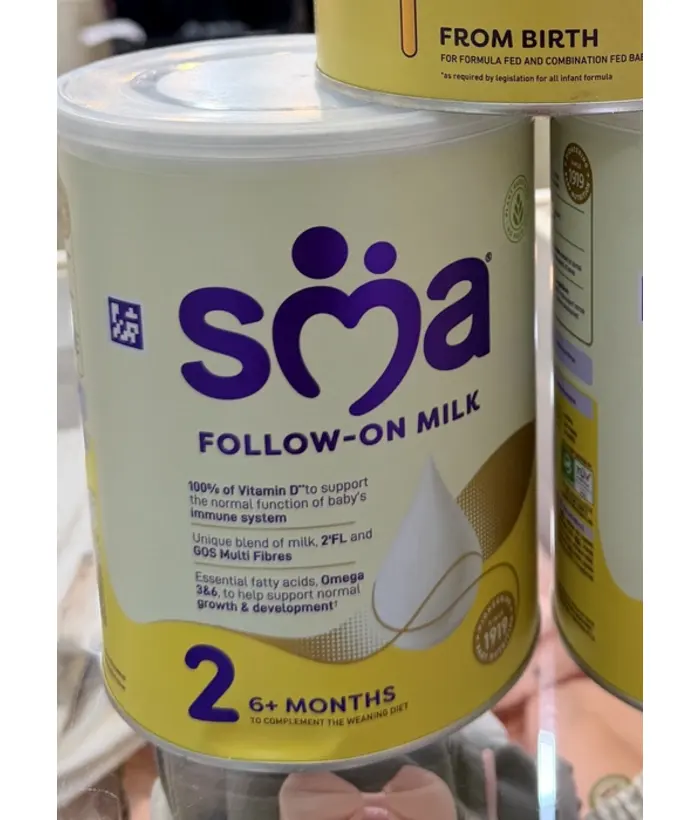 FROM BIRTH
FOR FORMULA FED AND COMBINATION FED
*as required by legislation for all infant formula
1919
sma®
FOLLOW-ON MILK
100% of Vitamin D** to support
the normal function of baby's
immune system
Unique blend of milk, 2'FL and
GOS Multi Fibres
Essential fatty acids, Omega
3&6, to help support normal
growth & development†
1919
2 6+ MONTHS
TO COMPLEMENT THE WEANING DIET